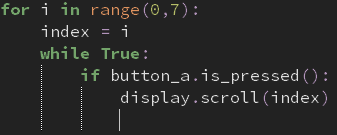 for i in range(0,7):
    index = i
    while True:
        if button_a.is_pressed():
            display.scroll(index)